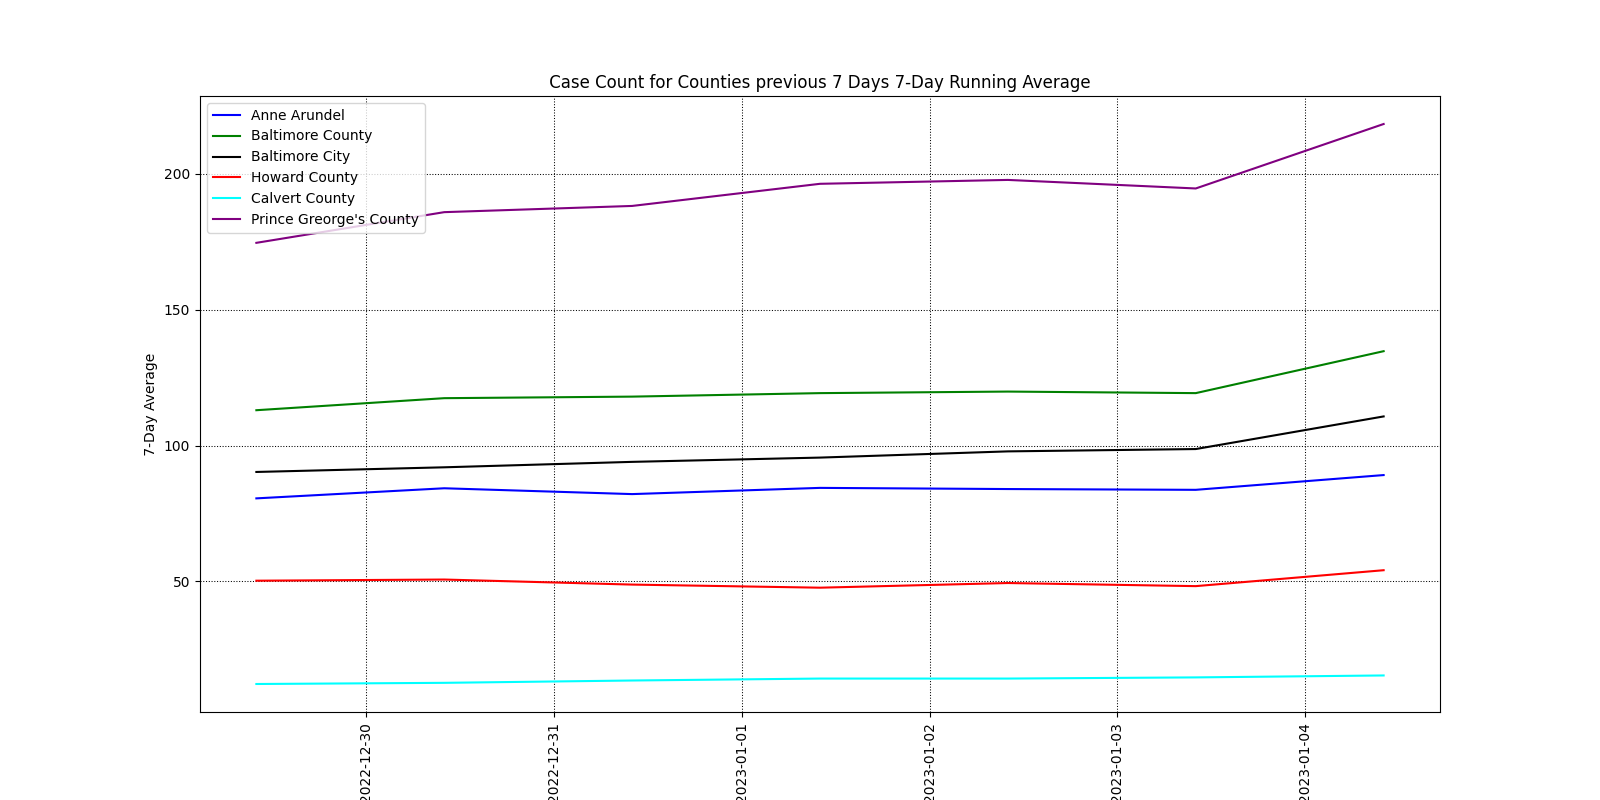 Case Count for Counties previous 7 Days 7-Day Running Average
Anne Arundel
Baltimore County
Baltimore City
Howard County
Calvert County
Prince Greorge's County
200
150
100
50
7-Day Average
2022-12-30
2022-12-31
2023-01-01
2023-01-02
2023-01-03
2023-01-04